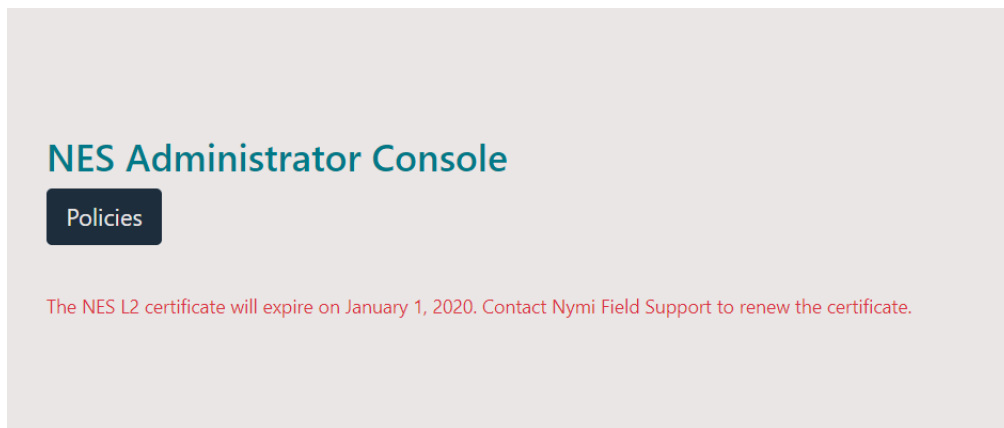 NES Administrator Console
Policies
The NES L2 certificate will expire on January 1, 2020. Contact Nymi Field Support to renew the certificate.